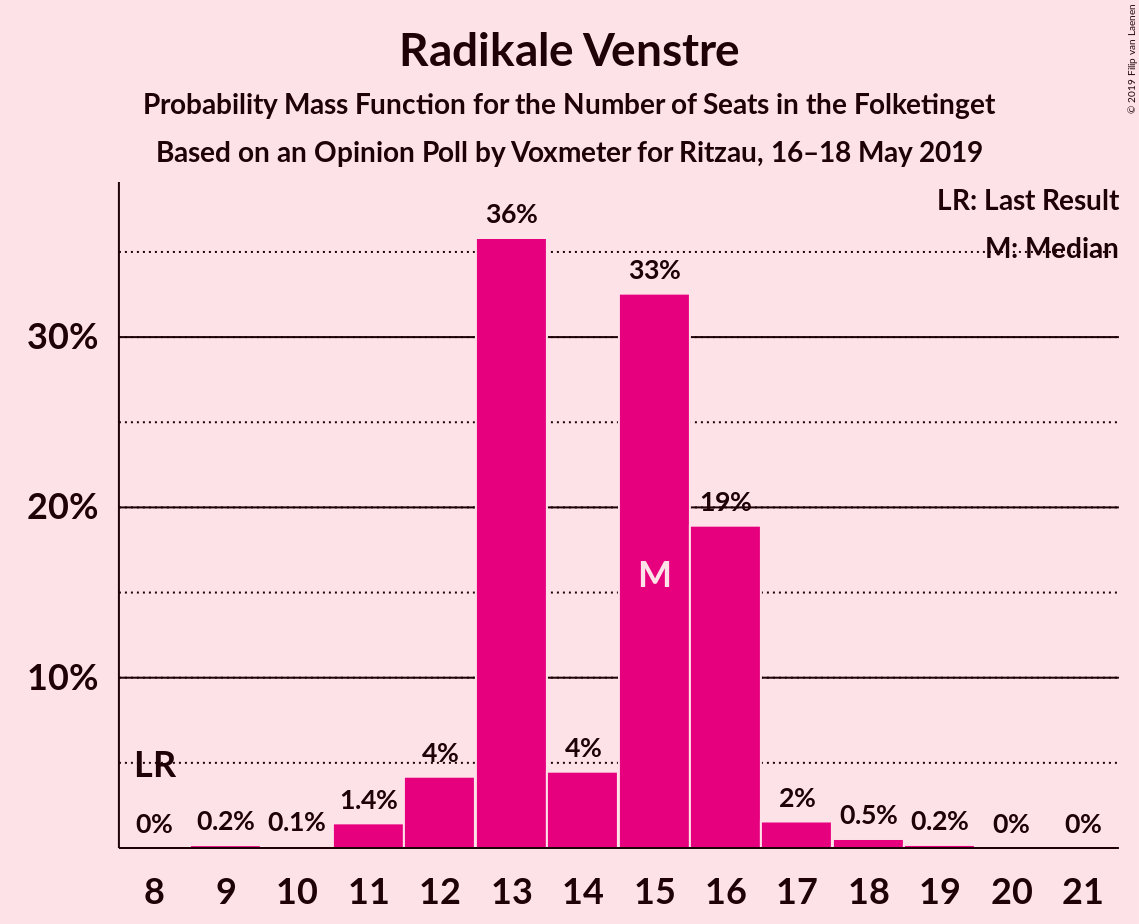 Radikale Venstre
Probability Mass Function for the Number of Seats in the Folketinget
Based on an Opinion Poll by Voxmeter for Ritzau, 16–18 May 2019
© 2019 Filip van Laenen
LR: Last Result
M: Median
30%
20%
10%
LR
0%
0.2%
0.1%
1.4%
4%
36%
4%
33%
M
19%
2%
0.5%
0.2%
0%
0%
8 9 10 11 12 13 14 15 16 17 18 19 20 21